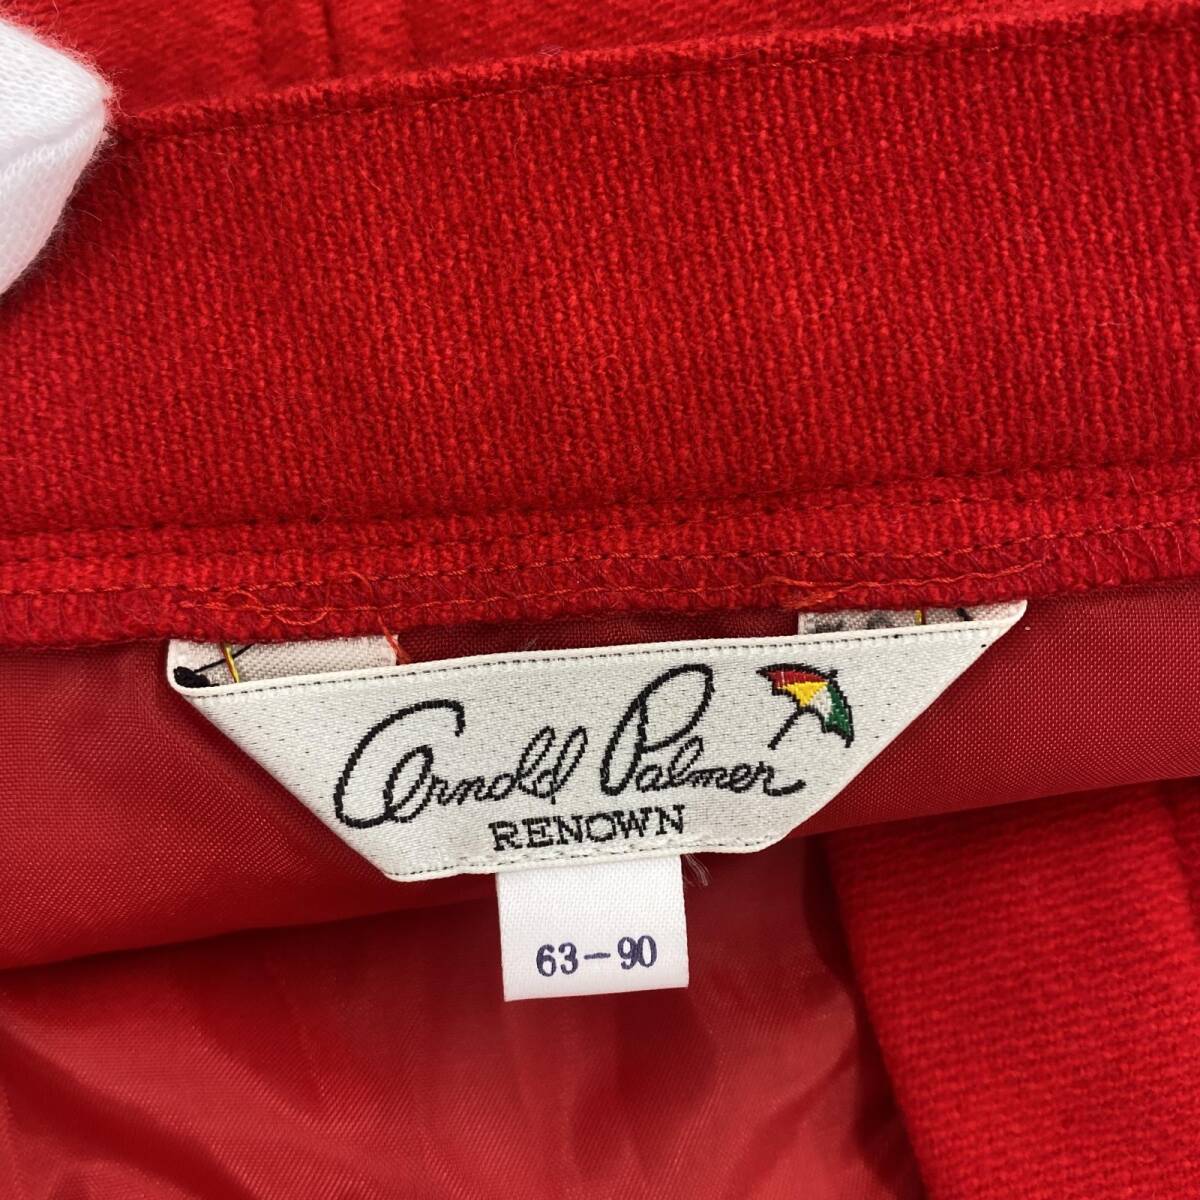 Arnold Palmer
RENOWN
63-90